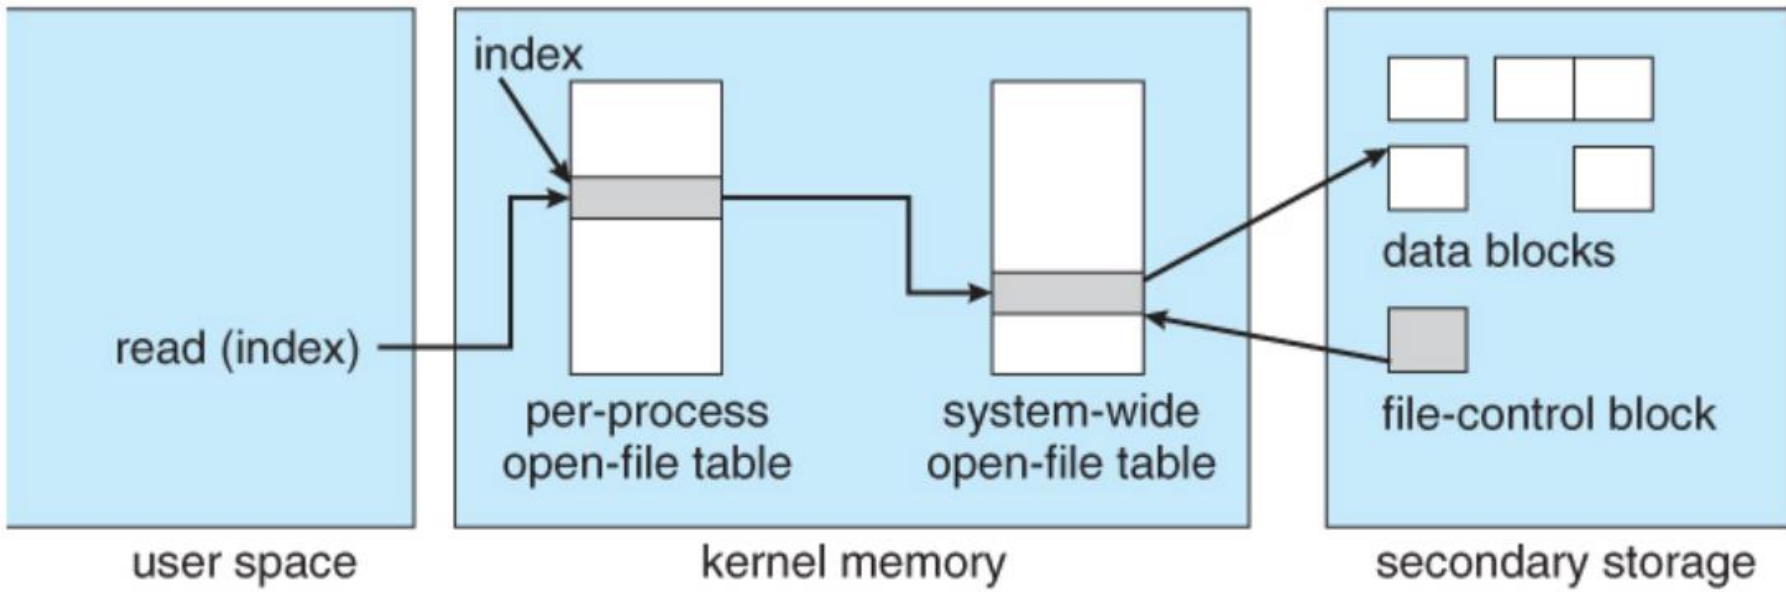 index
read (index)
per-process
open-file table
system-wide
open-file table
data blocks
file-control block
user space
kernel memory
secondary storage